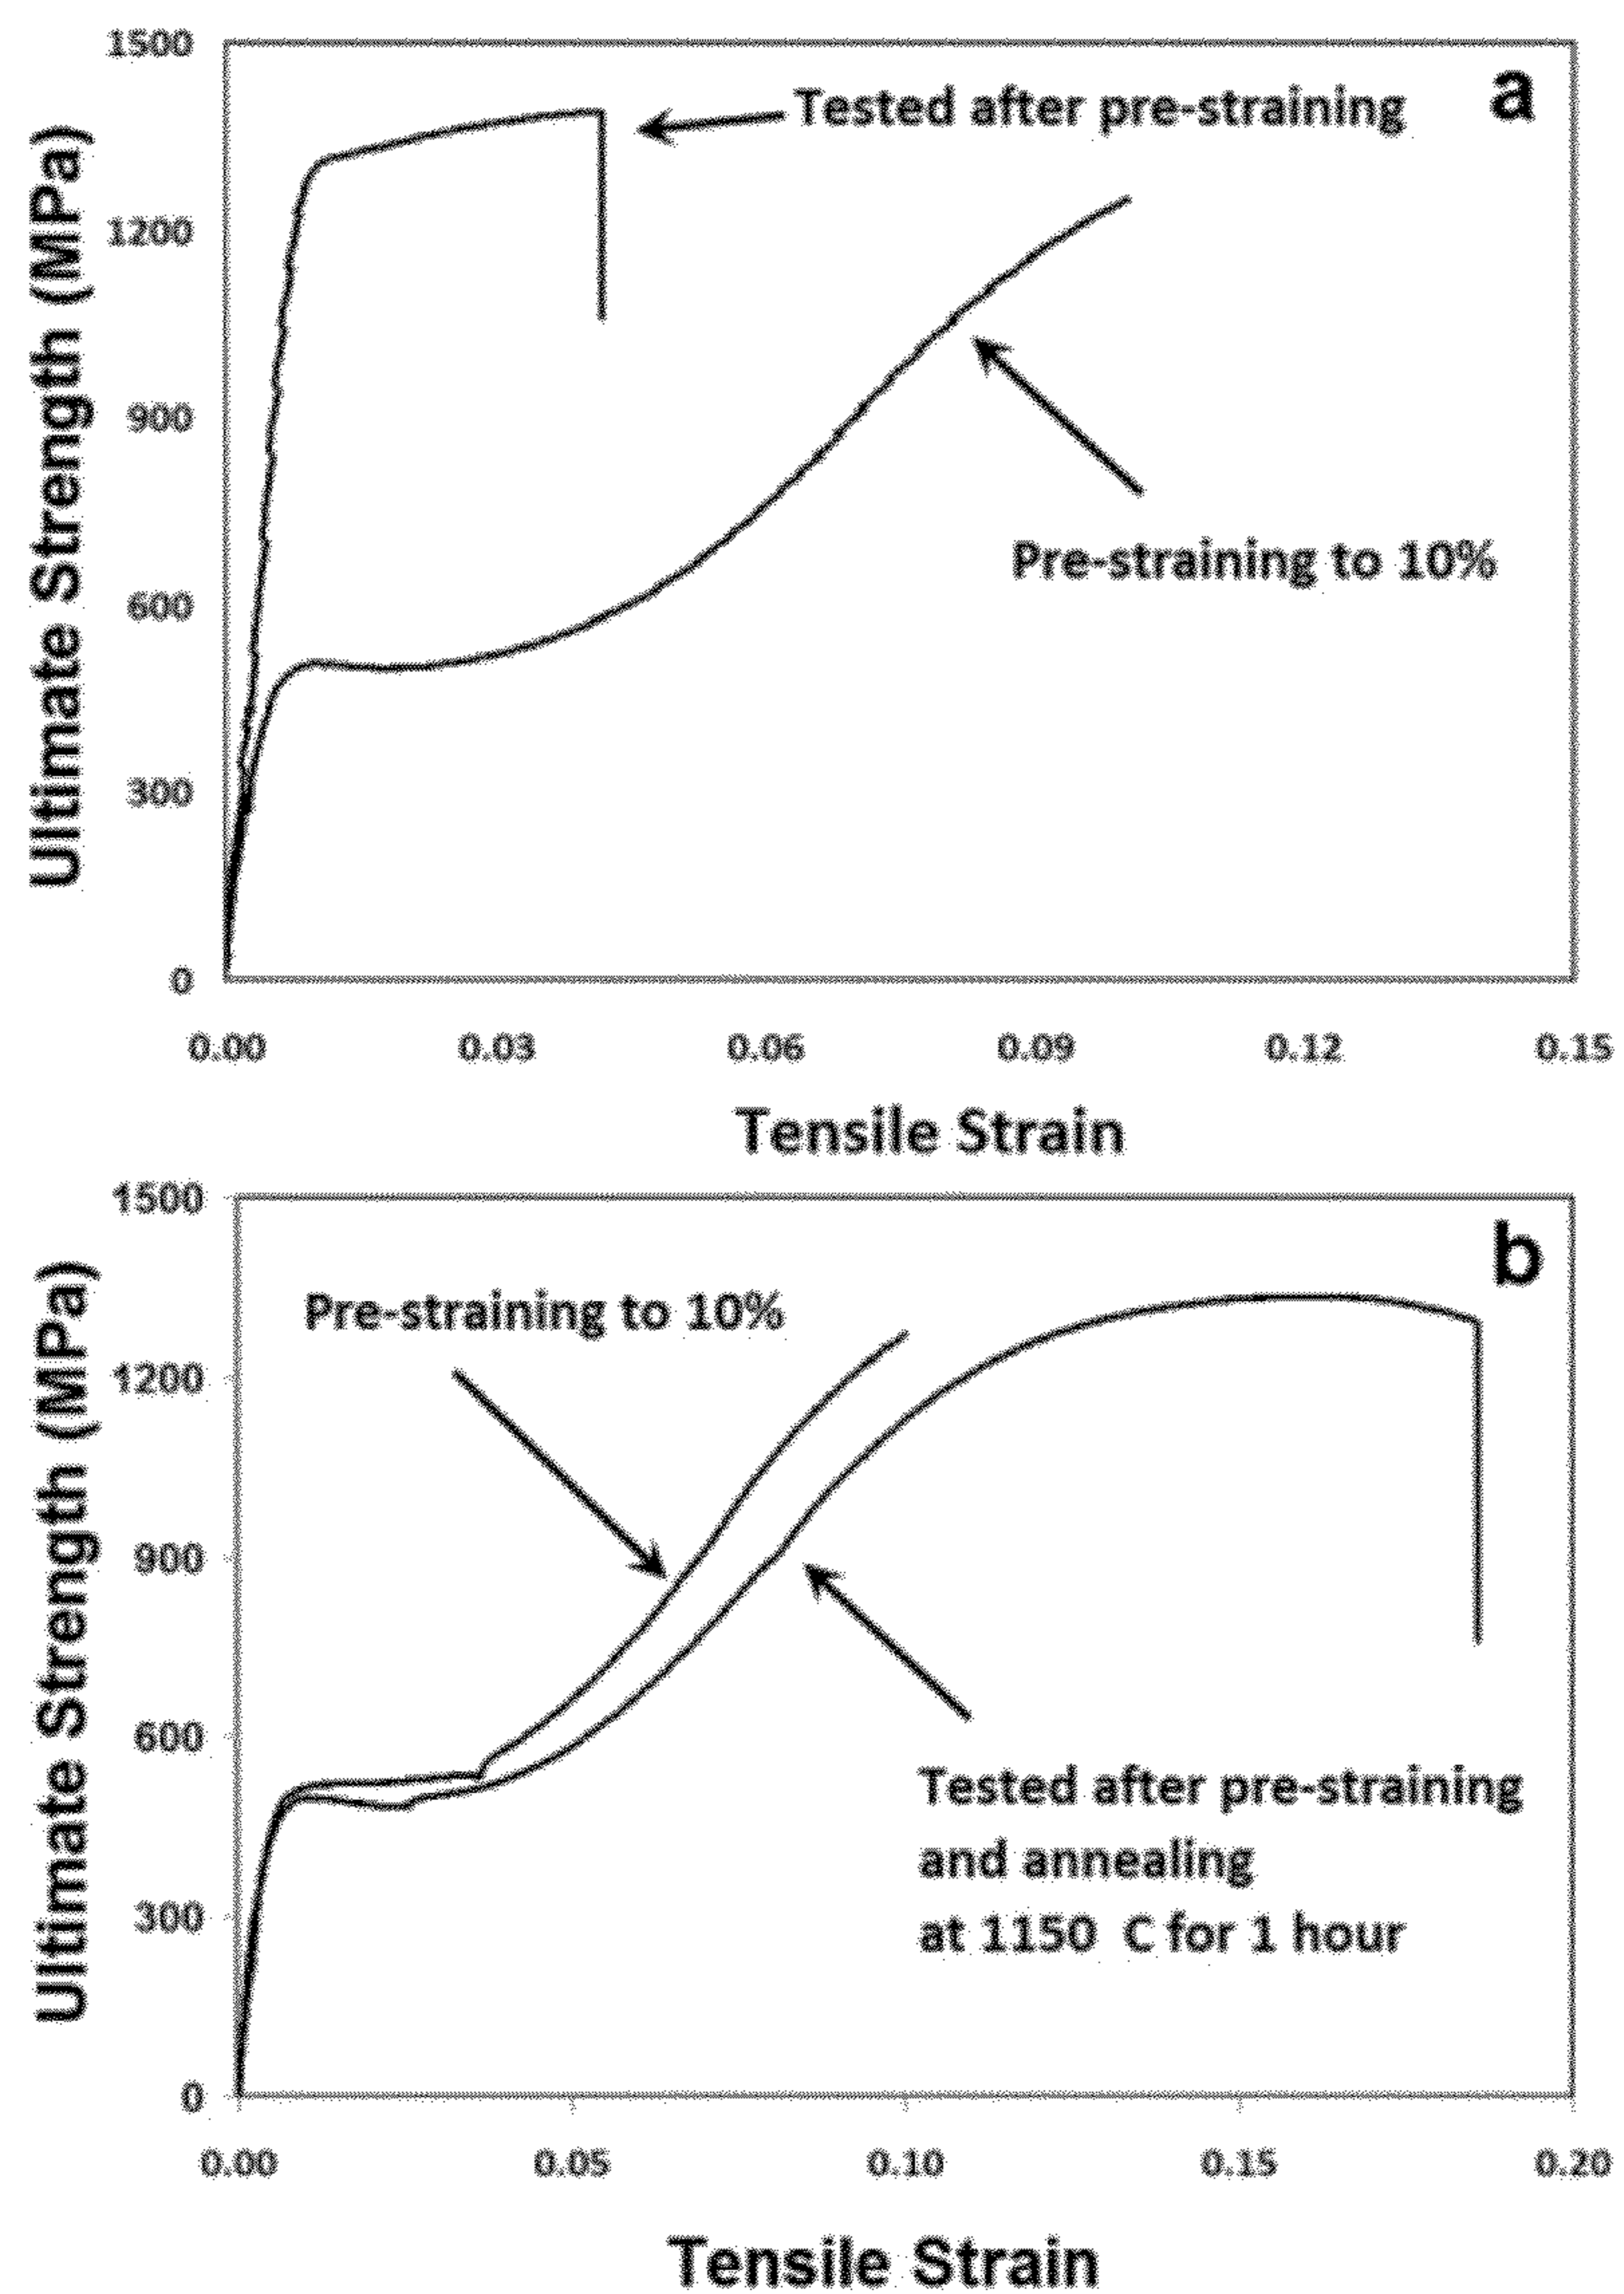 1500
a
Tested after pre-straining
1200
900
Pre-straining to 10%
600
300
0
Ultimate Strength (MPa)
0.00 0.03 0.06 0.09 0.12 0.15
Tensile Strain
1500
b
Pre-straining to 10%
1200
900
600
Tested after pre-straining
and annealing
at 1150 C for 1 hour
300
0
Ultimate Strength (MPa)
0.00 0.05 0.10 0.15 0.20
Tensile Strain